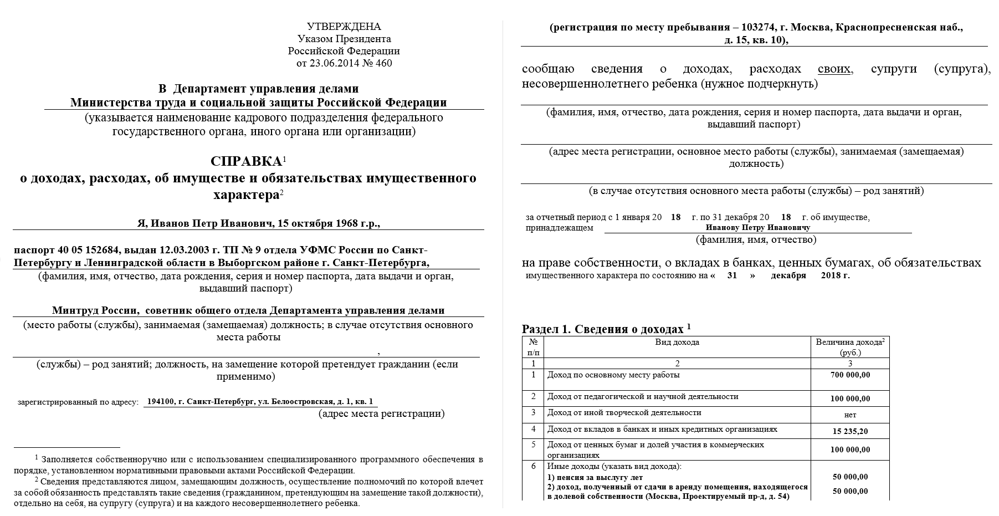 УТВЕРЖДЕНА
Указом Президента
Российской Федерации
от 23.06.2014 № 460
В Департамент управления делами
Министерства труда и социальной защиты Российской Федерации
(указывается наименование кадрового подразделения федерального
государственного органа, иного органа или организации)
СПРАВКА¹
о доходах, расходах, об имуществе и обязательствах имущественного
характера²
Я, Иванов Петр Иванович, 15 октября 1968 г.р.,
паспорт 40 05 152684, выдан 12.03.2003 г. ТП № 9 отдела УФМС России по Санкт-
Петербургу и Ленинградской области в Выборгском районе г. Санкт-Петербурга,
(фамилия, имя, отчество, дата рождения, серия и номер паспорта, дата выдачи и орган,
выдавший паспорт)
Минтруд России, советник общего отдела Департамента управления делами
(место работы (службы), занимаемая (замещаемая) должность; в случае отсутствия основного
места работы
,
(службы) – род занятий; должность, на замещение которой претендует гражданин (если
применимо)
зарегистрированный по адресу: 194100, г. Санкт-Петербург, ул. Белоостровская, д. 1, кв. 1
(адрес места регистрации)
¹ Заполняется собственноручно или с использованием специализированного программного обеспечения в
порядке, установленном нормативными правовыми актами Российской Федерации.
² Сведения представляются лицом, замещающим должность, осуществление полномочий по которой влечет
за собой обязанность представлять такие сведения (гражданином, претендующим на замещение такой должности),
отдельно на себя, на супругу (супруга) и на каждого несовершеннолетнего ребенка.
(регистрация по месту пребывания – 103274, г. Москва, Краснопресненская наб.,
д. 15, кв. 10),
сообщаю сведения о доходах, расходах своих, супруги (супруга),
несовершеннолетнего ребенка (нужное подчеркнуть)
(фамилия, имя, отчество, дата рождения, серия и номер паспорта, дата выдачи и орган,
выдавший паспорт)
(адрес места регистрации, основное место работы (службы), занимаемая (замещаемая)
должность)
(в случае отсутствия основного места работы (службы) – род занятий)
за отчетный период с 1 января 20 18 г. по 31 декабря 20 18 г. об имуществе,
принадлежащем Иванову Петру Ивановичу
(фамилия, имя, отчество)
на праве собственности, о вкладах в банках, ценных бумагах, об обязательствах
имущественного характера по состоянию на « 31 » декабря 2018 г.
Раздел 1. Сведения о доходах ¹
№ п/п Вид дохода Величина дохода² (руб.)
1 2 3
1 Доход по основному месту работы 700 000,00
2 Доход от педагогической и научной деятельности 100 000,00
3 Доход от иной творческой деятельности нет
4 Доход от вкладов в банках и иных кредитных организациях 15 235,20
5 Доход от ценных бумаг и долей участия в коммерческих
организациях 100 000,00
6 Иные доходы (указать вид дохода):
1) пенсия за выслугу лет 50 000,00
2) доход, полученный от сдачи в аренду помещения, находящегося
в долевой собственности (Москва, Проектируемый пр-д, д. 54) 50 000,00